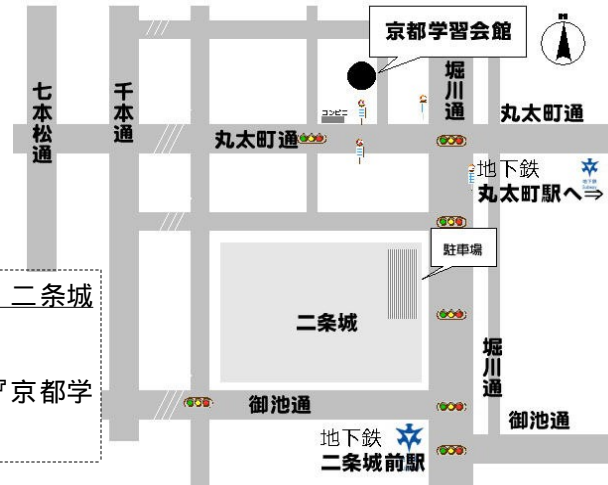 N
京都学習会館
七本松通
千本通
堀川通
コンビニ
丸太町通
丸太町通
地下鉄
丸太町駅へ⇒
駐車場
二条城
二条城
堀川通
『京都学
御池通
御池通
地下鉄
二条城前駅